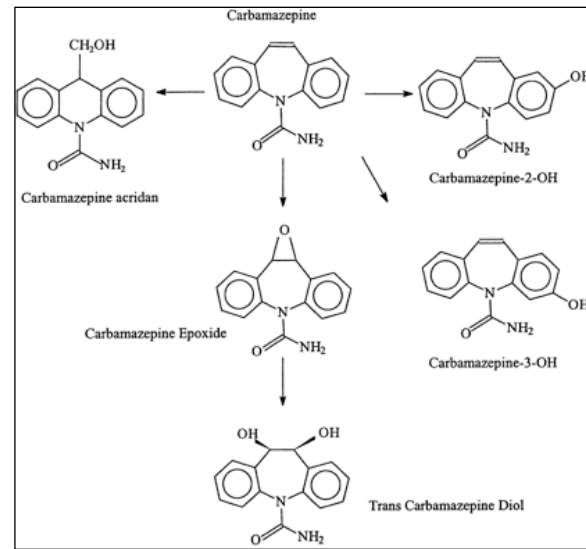 Carbamazepine
CH₂OH
N
O
NH₂
Carbamazepine acridan
N
O
NH₂
OH
N
O
NH₂
Carbamazepine-2-OH
O
N
O
NH₂
Carbamazepine Epoxide
N
OH
O
NH₂
Carbamazepine-3-OH
OH
OH
N
O
NH₂
Trans Carbamazepine Diol